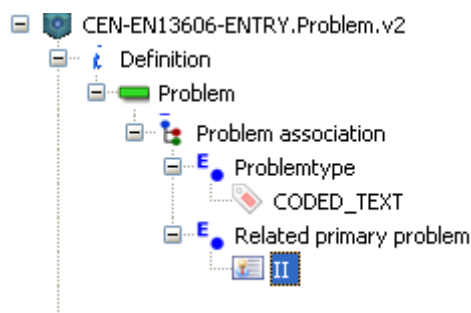 CEN-EN13606-ENTRY.Problem.v2
Definition
Problem
Problem association
E Problemtype
CODED_TEXT
E Related primary problem
II